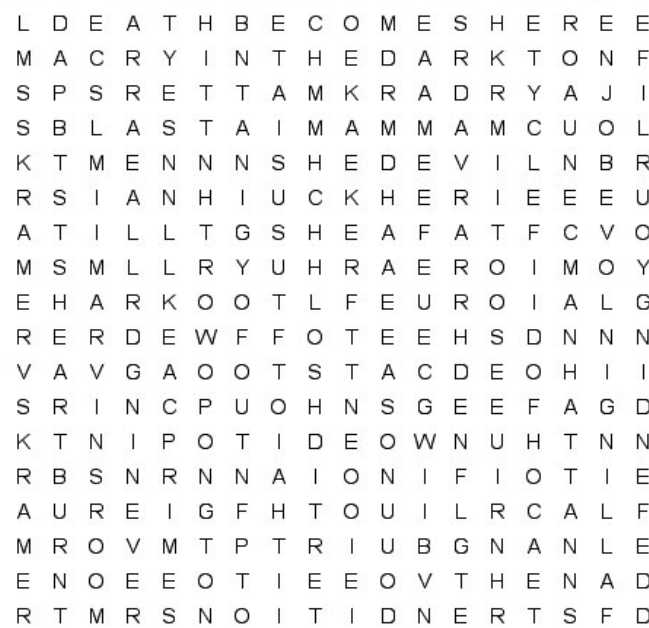 L D E A T H B E C O M E S H E R E E
M A C R Y I N T H E D A R K T O N F
S P S R E T T A M K R A D R Y A J I
S B L A S T A I M A M M A M C U O L
K T M E N N N S H E D E V I L N B R
R S I A N H I U C K H E R I E E E U
A T I L L T G S H E A F A T F C V O
M S M L L R Y U H R A E R O I M O Y
E H A R K O O T L F E U R O I A L G
R E R D E W F F O T E E H S D N N N
V A V G A O O T S T A C D E O H I I
S R I N C P U O H N S G E E F A G D
K T N I P O T I D E O W N U H T N N
R B S N R N N A I O N I F I O T I E
A U R E I G F H T O U I L R C A L F
M R O V M T P T R I U B G N A N L E
E N O E E O T I E E O V T H E N A D
R T M R S N O I T I D N E R T S F D